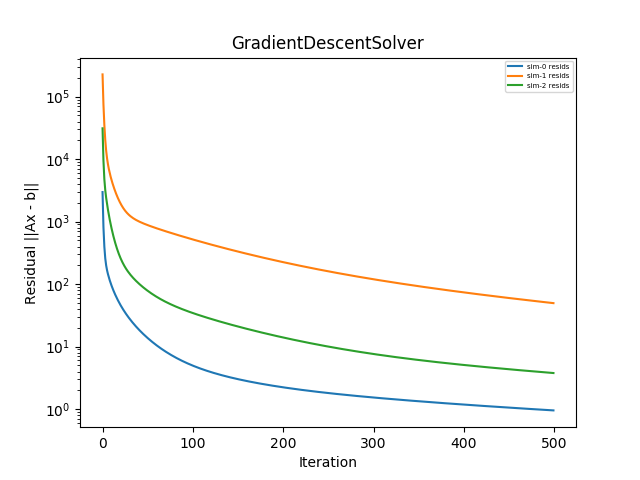 GradientDescentSolver
sim-0 resids
sim-1 resids
sim-2 resids
Residual ||Ax - b||
10^5
10^4
10^3
10^2
10^1
10^0
0 100 200 300 400 500
Iteration